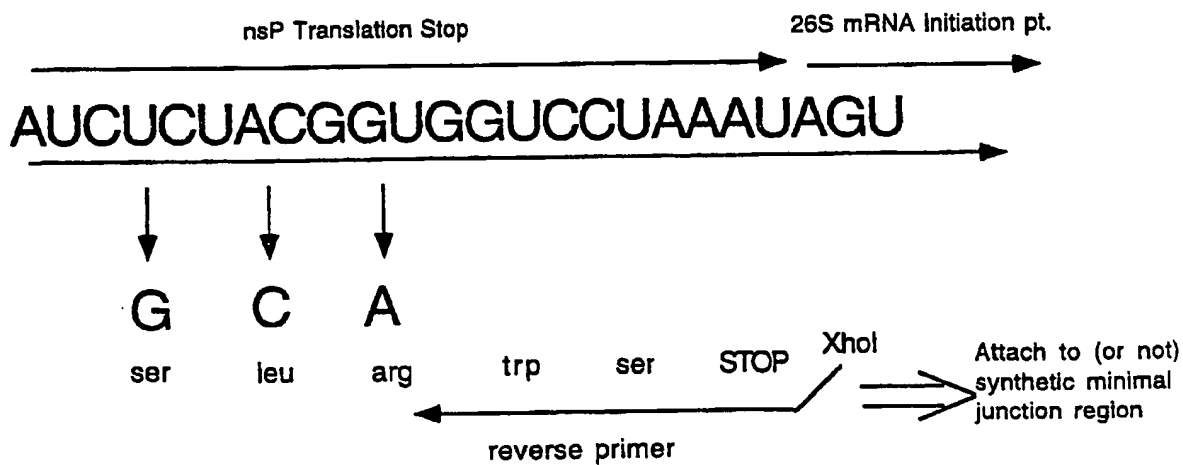 nsP Translation Stop
26S mRNA Initiation pt.
AUCUCUACGGUGGUCCUAAAUAGU
G C A
ser leu arg trp ser STOP XhoI
Attach to (or not)
synthetic minimal
junction region
reverse primer